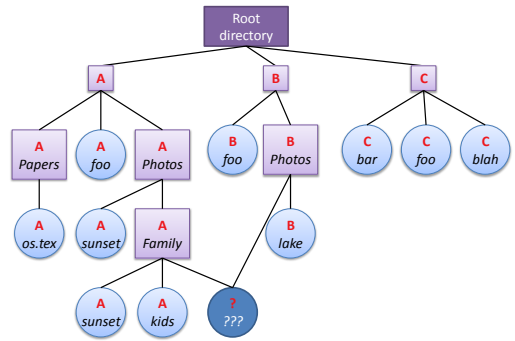 Root
directory
A
B
C
A
Papers
A
foo
A
Photos
B
foo
B
Photos
C
bar
C
foo
C
blah
A
os.tex
A
sunset
A
Family
B
lake
A
sunset
A
kids
?
???